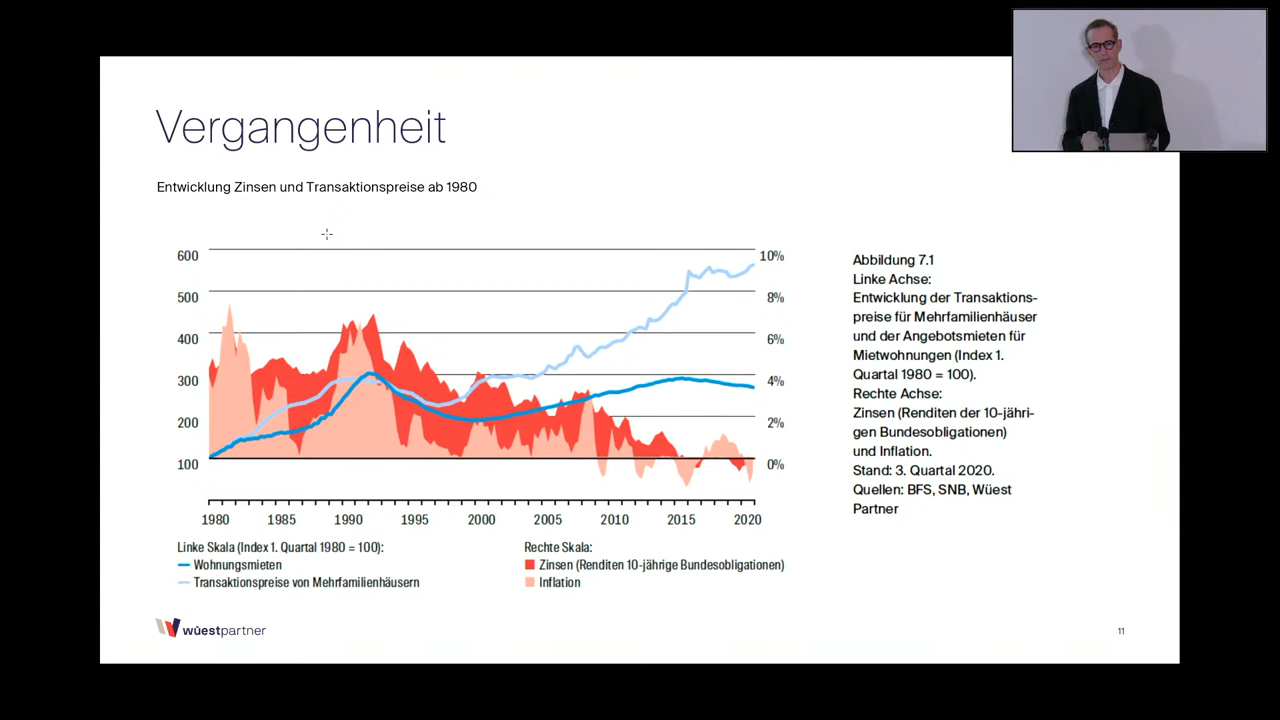 Vergangenheit
Entwicklung Zinsen und Transaktionspreise ab 1980
600
500
400
300
200
100
10%
8%
6%
4%
2%
0%
1980 1985 1990 1995 2000 2005 2010 2015 2020
Linke Skala (Index 1. Quartal 1980 = 100):
Wohnungsmieten
Transaktionspreise von Mehrfamilienhäusern
Rechte Skala:
Zinsen (Renditen 10-jährige Bundesobligationen)
Inflation
Abbildung 7.1
Linke Achse:
Entwicklung der Transaktions-
preise für Mehrfamilienhäuser
und der Angebotsmieten für
Mietwohnungen (Index 1.
Quartal 1980 = 100).
Rechte Achse:
Zinsen (Renditen der 10-jähri-
gen Bundesobligationen)
und Inflation.
Stand: 3. Quartal 2020.
Quellen: BFS, SNB, Wüest
Partner
wüestpartner
11